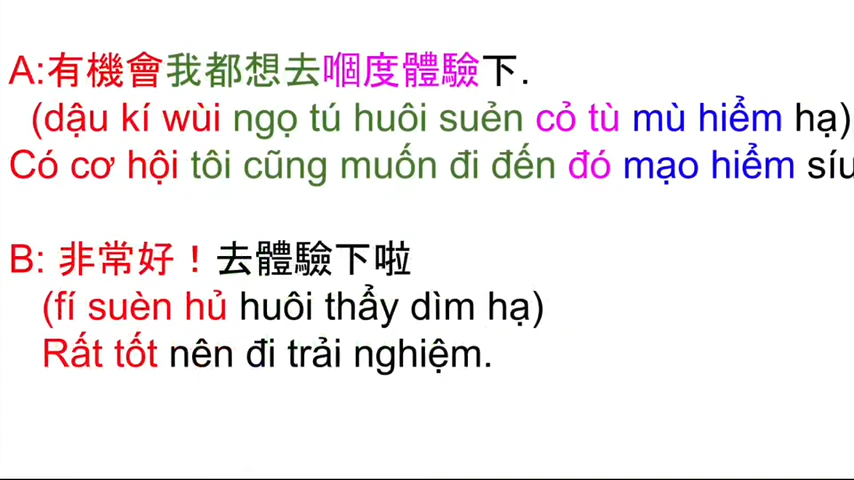 A:有機會我都想去嗰度體驗下.
(dậu kí wùi ngọ tú huôi suẻn cỏ tù mù hiểm hạ)
Có cơ hội tôi cũng muốn đi đến đó mạo hiểm síu
B: 非常好！去體驗下啦
(fí suèn hủ huôi thẩy dìm hạ)
Rất tốt nên đi trải nghiệm.